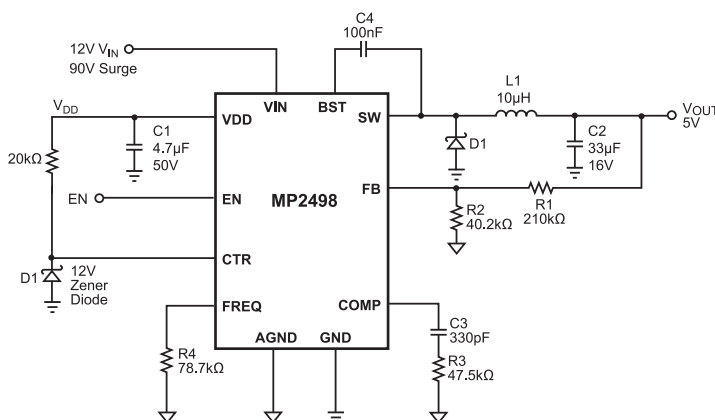 C4
100nF
12V VIN
90V Surge
L1
10µH
VIN
BST
VDD
VDD
SW
VOUT
5V
C1
4.7µF
50V
D1
C2
33µF
16V
20kΩ
EN
EN
MP2498
FB
R2
40.2kΩ
R1
210kΩ
CTR
D1
12V
Zener
Diode
FREQ
COMP
C3
330pF
AGND
GND
R4
78.7kΩ
R3
47.5kΩ